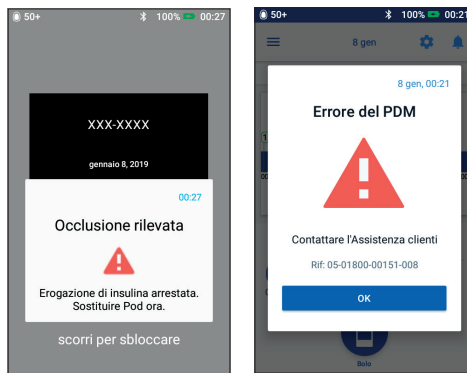 50+
100%
00:27
XXX-XXXX
gennaio 8, 2019
00:27
Occlusione rilevata
Erogazione di insulina arrestata.
Sostituire Pod ora.
scorri per sbloccare
50+
100%
00:21
8 gen
8 gen, 00:21
Errore del PDM
Contattare l'Assistenza clienti
Rif: 05-01800-00151-008
OK
Bolo